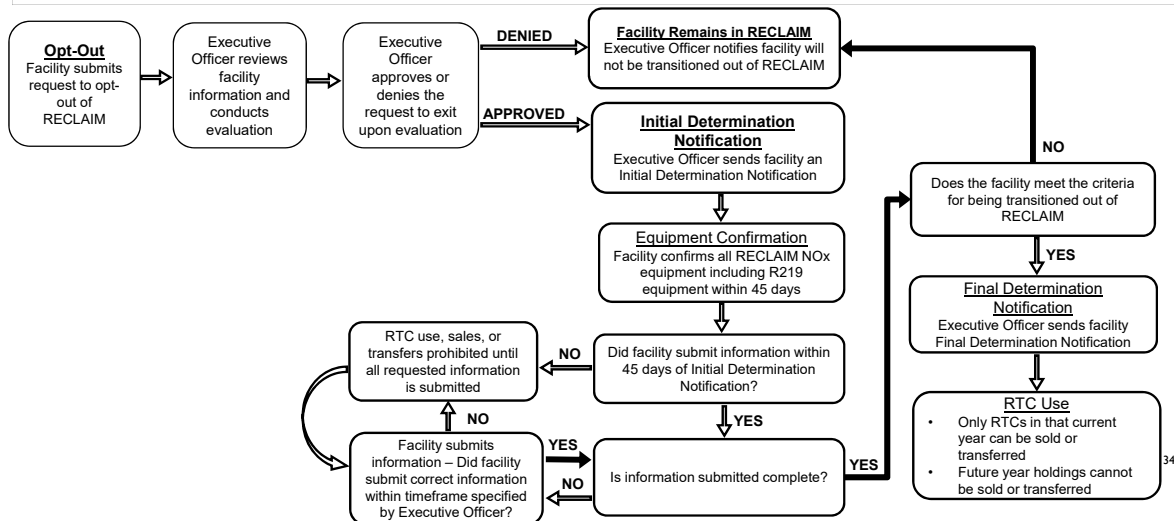 Opt-Out
Facility submits
request to opt-
out of
RECLAIM
Executive
Officer reviews
facility
information and
conducts
evaluation
Executive
Officer
approves or
denies the
request to exit
upon evaluation
DENIED
APPROVED
Facility Remains in RECLAIM
Executive Officer notifies facility will
not be transitioned out of RECLAIM
Initial Determination
Notification
Executive Officer sends facility an
Initial Determination Notification
Equipment Confirmation
Facility confirms all RECLAIM NOx
equipment including R219
equipment within 45 days
Did facility submit information within
45 days of Initial Determination
Notification?
NO
RTC use, sales, or
transfers prohibited until
all requested information
is submitted
NO
YES
Facility submits
information – Did facility
submit correct information
within timeframe specified
by Executive Officer?
YES
NO
Is information submitted complete?
YES
NO
Does the facility meet the criteria
for being transitioned out of
RECLAIM
YES
Final Determination
Notification
Executive Officer sends facility
Final Determination Notification
RTC Use
• Only RTCs in that current
year can be sold or
transferred
• Future year holdings cannot
be sold or transferred
34